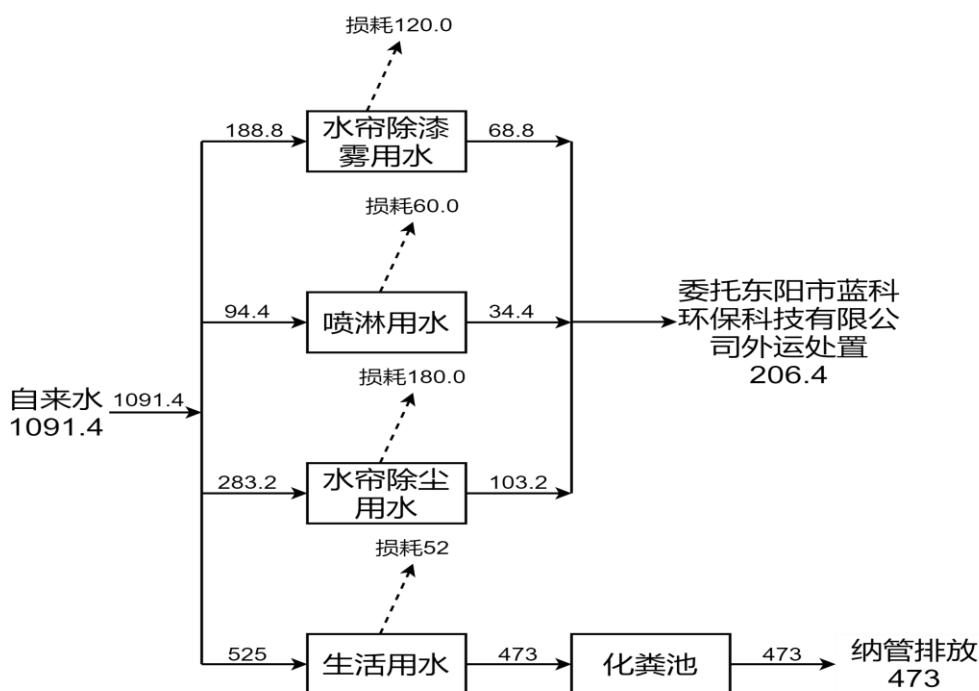 损耗120.0
188.8
水帘除漆
雾用水
68.8
损耗60.0
94.4
喷淋用水
34.4
委托东阳市蓝科
环保科技有限公
司外运处置
206.4
损耗180.0
自来水
1091.4
1091.4
283.2
水帘除尘
用水
103.2
损耗52
525
生活用水
473
化粪池
473
纳管排放
473